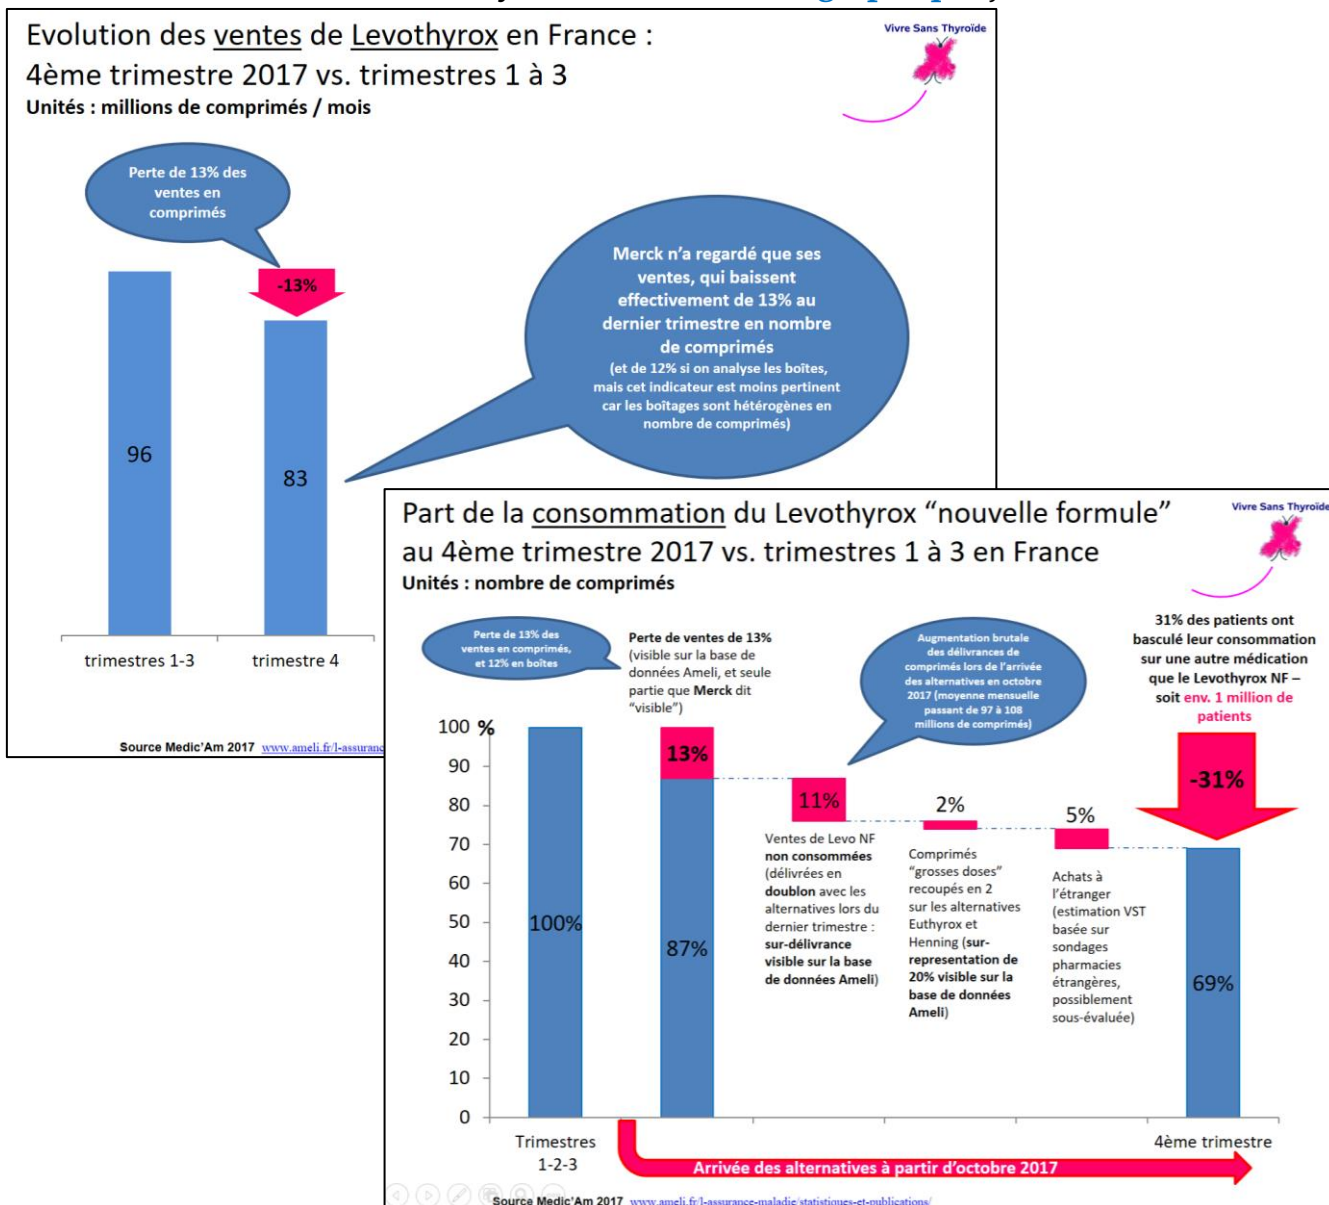 Evolution des ventes de Levothyrox en France :
4ème trimestre 2017 vs. trimestres 1 à 3
Unités : millions de comprimés / mois
Vivre Sans Thyroïde
Perte de 13% des
ventes en
comprimés
-13%
Merck n’a regardé que ses
ventes, qui baissent
effectivement de 13% au
dernier trimestre en nombre
de comprimés
(et de 12% si on analyse les boîtes,
mais cet indicateur est moins pertinent
car les boîtages sont hétérogènes en
nombre de comprimés)
96
83
trimestres 1-3
trimestre 4
Source Medic’Am 2017 www.ameli.fr/l-assuranc
Part de la consommation du Levothyrox “nouvelle formule”
au 4ème trimestre 2017 vs. trimestres 1 à 3 en France
Unités : nombre de comprimés
Vivre Sans Thyroïde
Perte de 13% des
ventes en comprimés,
et 12% en boîtes
Perte de ventes de 13%
(visible sur la base de
données Ameli, et seule
partie que Merck dit
“visible”)
Augmentation brutale
des délivrances de
comprimés lors de l’arrivée
des alternatives en octobre
2017 (moyenne mensuelle
passant de 97 à 108
millions de comprimés)
31% des patients ont
basculé leur consommation
sur une autre médication
que le Levothyrox NF –
soit env. 1 million de
patients
-31%
100 %
90
80
70
60
50
40
30
20
10
0
100%
13%
87%
11%
Ventes de Levo NF
non consommées
(délivrées en
doublon avec les
alternatives lors du
dernier trimestre :
sur-délivrance
visible sur la base
de données Ameli)
2%
Comprimés
“grosses doses”
recoupés en 2
sur les alternatives
Euthyrox et
Henning (sur-
representation de
20% visible sur la
base de données
Ameli)
5%
Achats à
l’étranger
(estimation VST
basée sur
sondages
pharmacies
étrangères,
possiblement
sous-évaluée)
69%
Trimestres
1-2-3
4ème trimestre
Arrivée des alternatives à partir d’octobre 2017
Source Medic’Am 2017 www.ameli.fr/l-assurance-maladie/statistiques-et-publications/